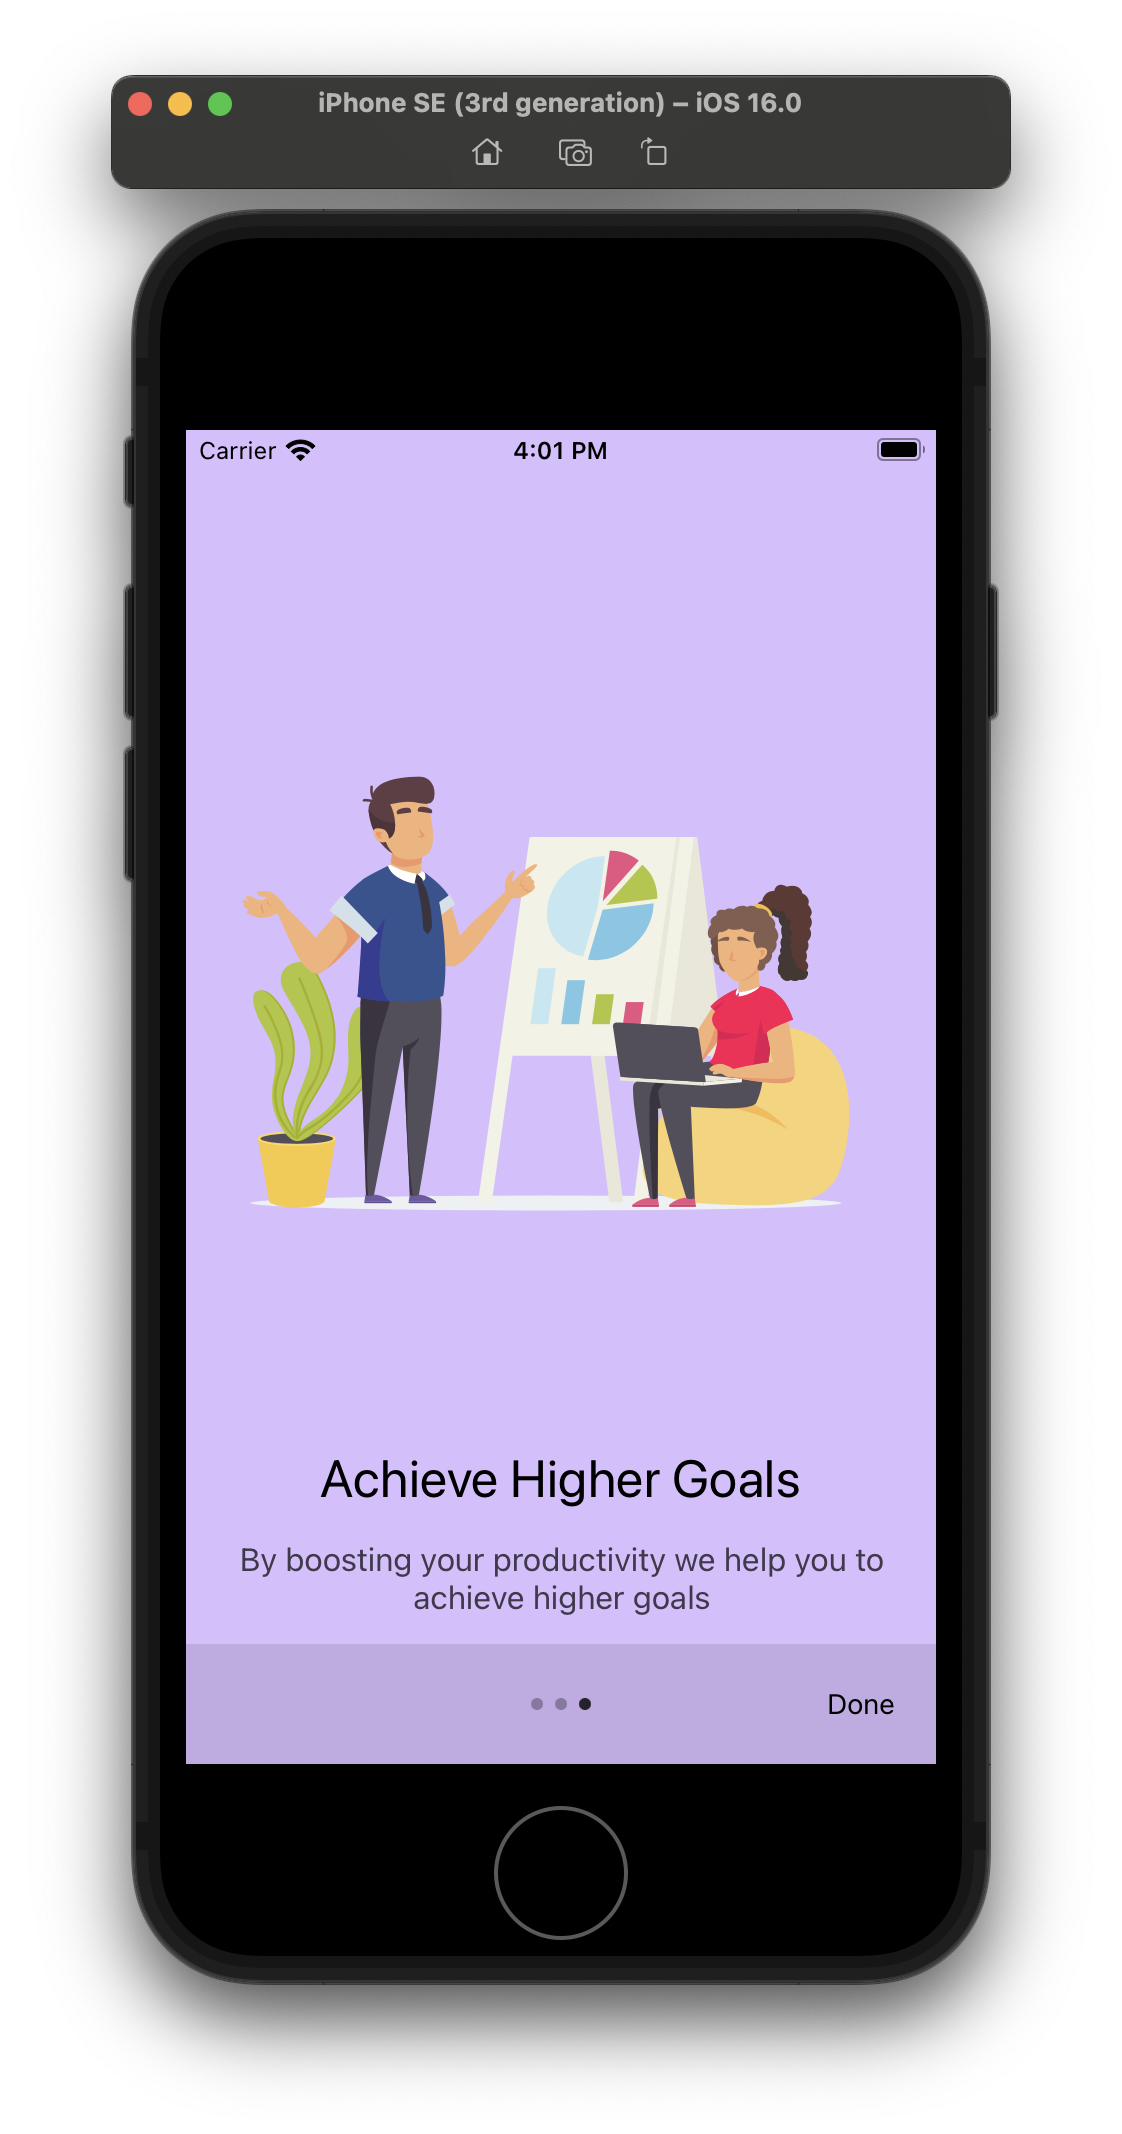 iPhone SE (3rd generation) – iOS 16.0
Carrier 4:01 PM
Achieve Higher Goals
By boosting your productivity we help you to
achieve higher goals
Done